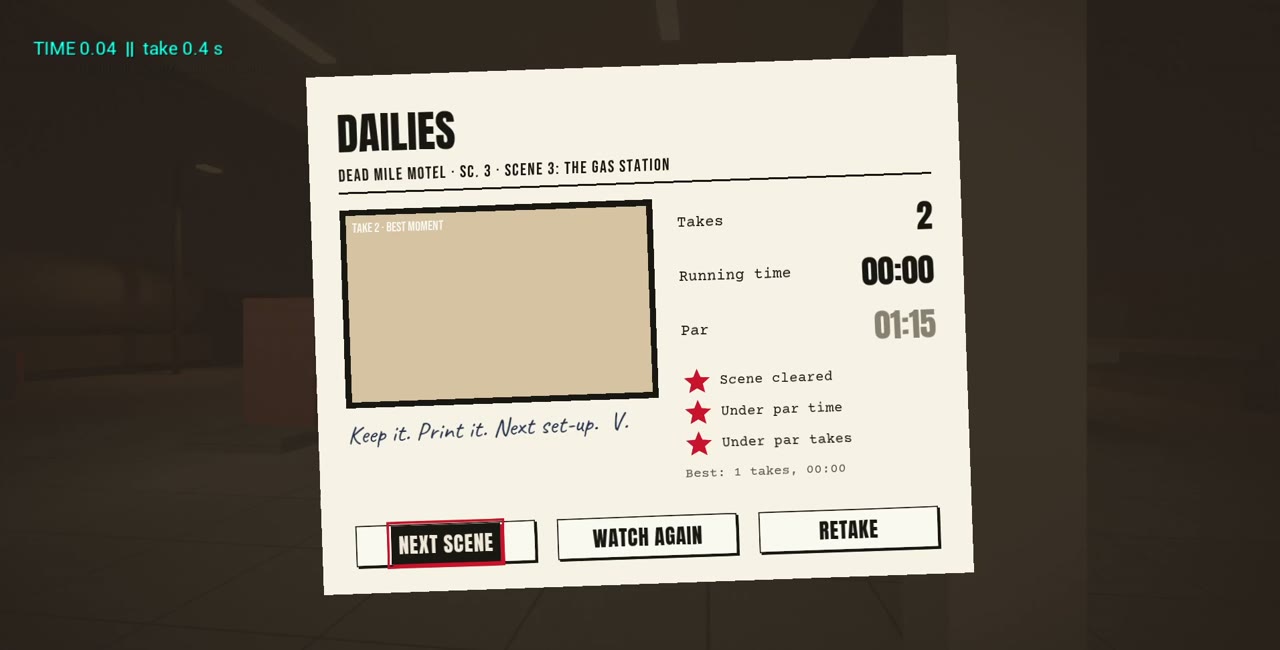 TIME 0.04 || take 0.4 s
DAILIES
DEAD MILE MOTEL · SC. 3 · SCENE 3: THE GAS STATION
TAKE 2 · BEST MOMENT
Takes 2
Running time 00:00
Par 01:15
Scene cleared
Under par time
Under par takes
Best: 1 takes, 00:00
Keep it. Print it. Next set-up. V.
NEXT SCENE
WATCH AGAIN
RETAKE